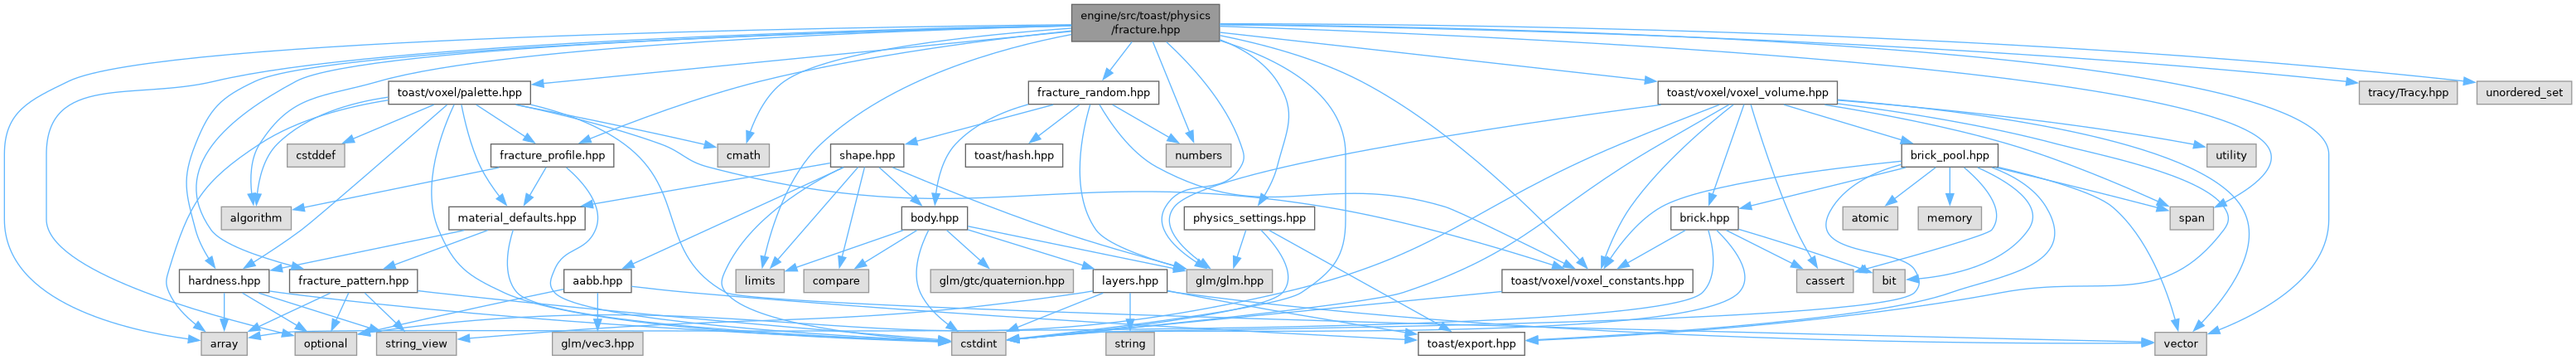 engine/src/toast/physics
/fracture.hpp
toast/voxel/palette.hpp
fracture_random.hpp
toast/voxel/voxel_volume.hpp
tracy/Tracy.hpp
unordered_set
cstddef
fracture_profile.hpp
cmath
shape.hpp
toast/hash.hpp
numbers
brick_pool.hpp
utility
algorithm
material_defaults.hpp
body.hpp
physics_settings.hpp
brick.hpp
atomic
memory
span
hardness.hpp
fracture_pattern.hpp
aabb.hpp
limits
compare
glm/gtc/quaternion.hpp
layers.hpp
glm/glm.hpp
toast/voxel/voxel_constants.hpp
cassert
bit
array
optional
string_view
glm/vec3.hpp
cstdint
string
toast/export.hpp
vector